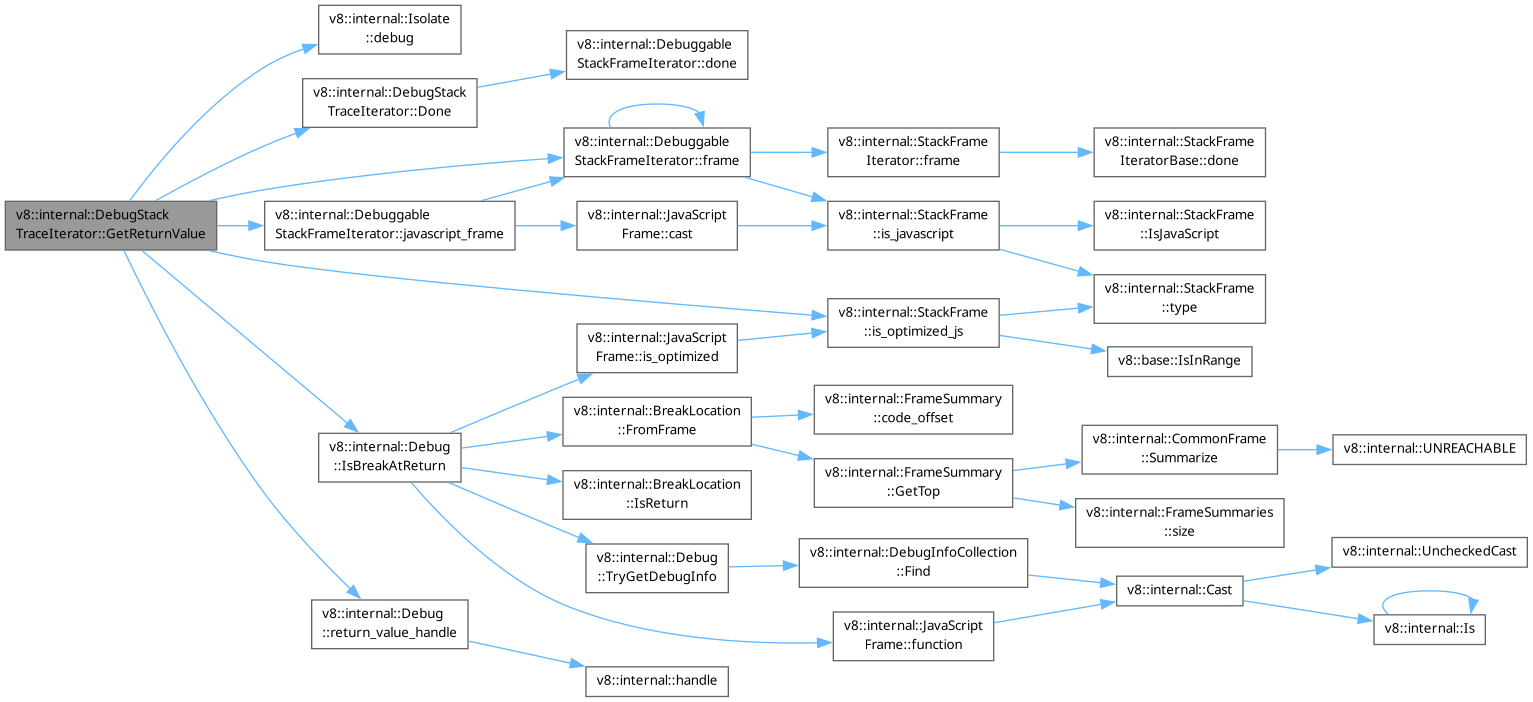 v8::internal::Isolate
::debug
v8::internal::Debuggable
StackFrameIterator::done
v8::internal::DebugStack
TraceIterator::Done
v8::internal::Debuggable
StackFrameIterator::frame
v8::internal::StackFrame
Iterator::frame
v8::internal::StackFrame
IteratorBase::done
v8::internal::DebugStack
TraceIterator::GetReturnValue
v8::internal::Debuggable
StackFrameIterator::javascript_frame
v8::internal::JavaScript
Frame::cast
v8::internal::StackFrame
::is_javascript
v8::internal::StackFrame
::IsJavaScript
v8::internal::StackFrame
::type
v8::internal::StackFrame
::is_optimized_js
v8::internal::JavaScript
Frame::is_optimized
v8::base::IsInRange
v8::internal::BreakLocation
::FromFrame
v8::internal::FrameSummary
::code_offset
v8::internal::Debug
::IsBreakAtReturn
v8::internal::CommonFrame
::Summarize
v8::internal::UNREACHABLE
v8::internal::FrameSummary
::GetTop
v8::internal::BreakLocation
::IsReturn
v8::internal::FrameSummaries
::size
v8::internal::Debug
::TryGetDebugInfo
v8::internal::DebugInfoCollection
::Find
v8::internal::UncheckedCast
v8::internal::Cast
v8::internal::Is
v8::internal::Debug
::return_value_handle
v8::internal::JavaScript
Frame::function
v8::internal::handle